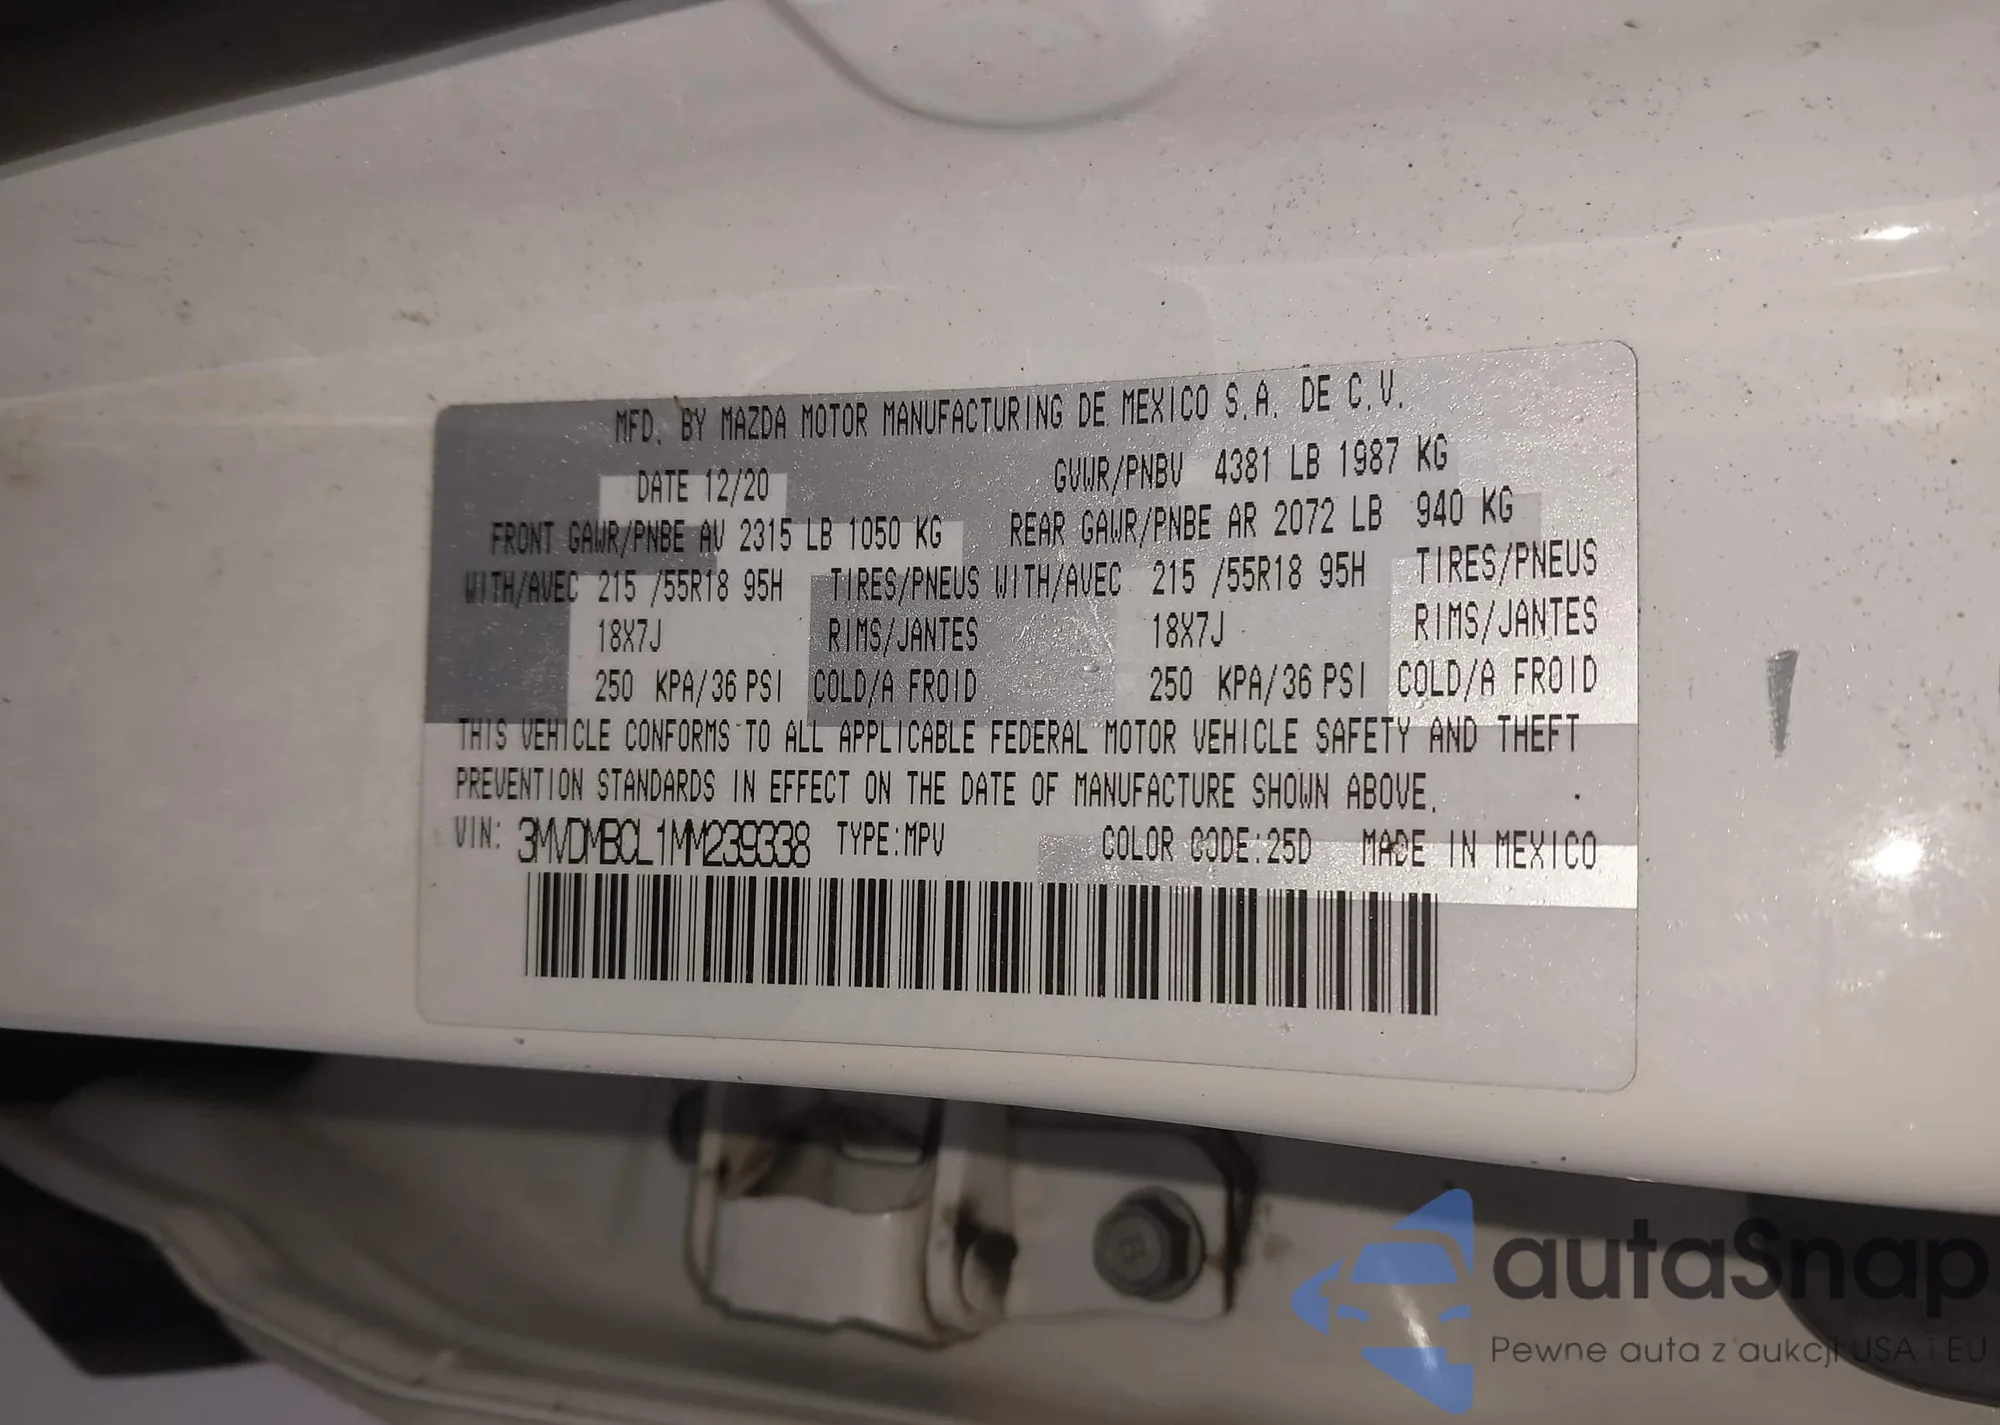 MFD. BY MAZDA MOTOR MANUFACTURING DE MEXICO S.A. DE C.V.
DATE 12/20 GVWR/PNBV 4381 LB 1987 KG
FRONT GAWR/PNBE AV 2315 LB 1050 KG REAR GAWR/PNBE AR 2072 LB 940 KG
WITH/AVEC 215 /55R18 95H TIRES/PNEUS WITH/AVEC 215 /55R18 95H TIRES/PNEUS
18X7J RIMS/JANTES 18X7J RIMS/JANTES
250 KPA/36 PSI COLD/A FROID 250 KPA/36 PSI COLD/A FROID
THIS VEHICLE CONFORMS TO ALL APPLICABLE FEDERAL MOTOR VEHICLE SAFETY AND THEFT
PREVENTION STANDARDS IN EFFECT ON THE DATE OF MANUFACTURE SHOWN ABOVE.
VIN: 3MVDMBCL1MM239338 TYPE:MPV COLOR CODE:25D MADE IN MEXICO
autaSnap
Pewne auta z aukcji USA i EU